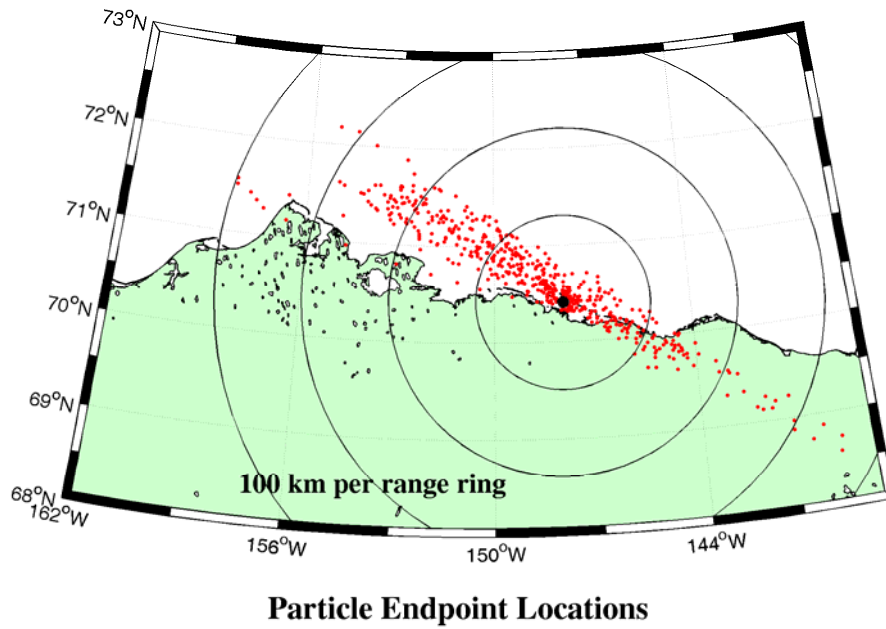 73°N
72°N
71°N
70°N
69°N
68°N
162°W
156°W
150°W
144°W
100 km per range ring
Particle Endpoint Locations